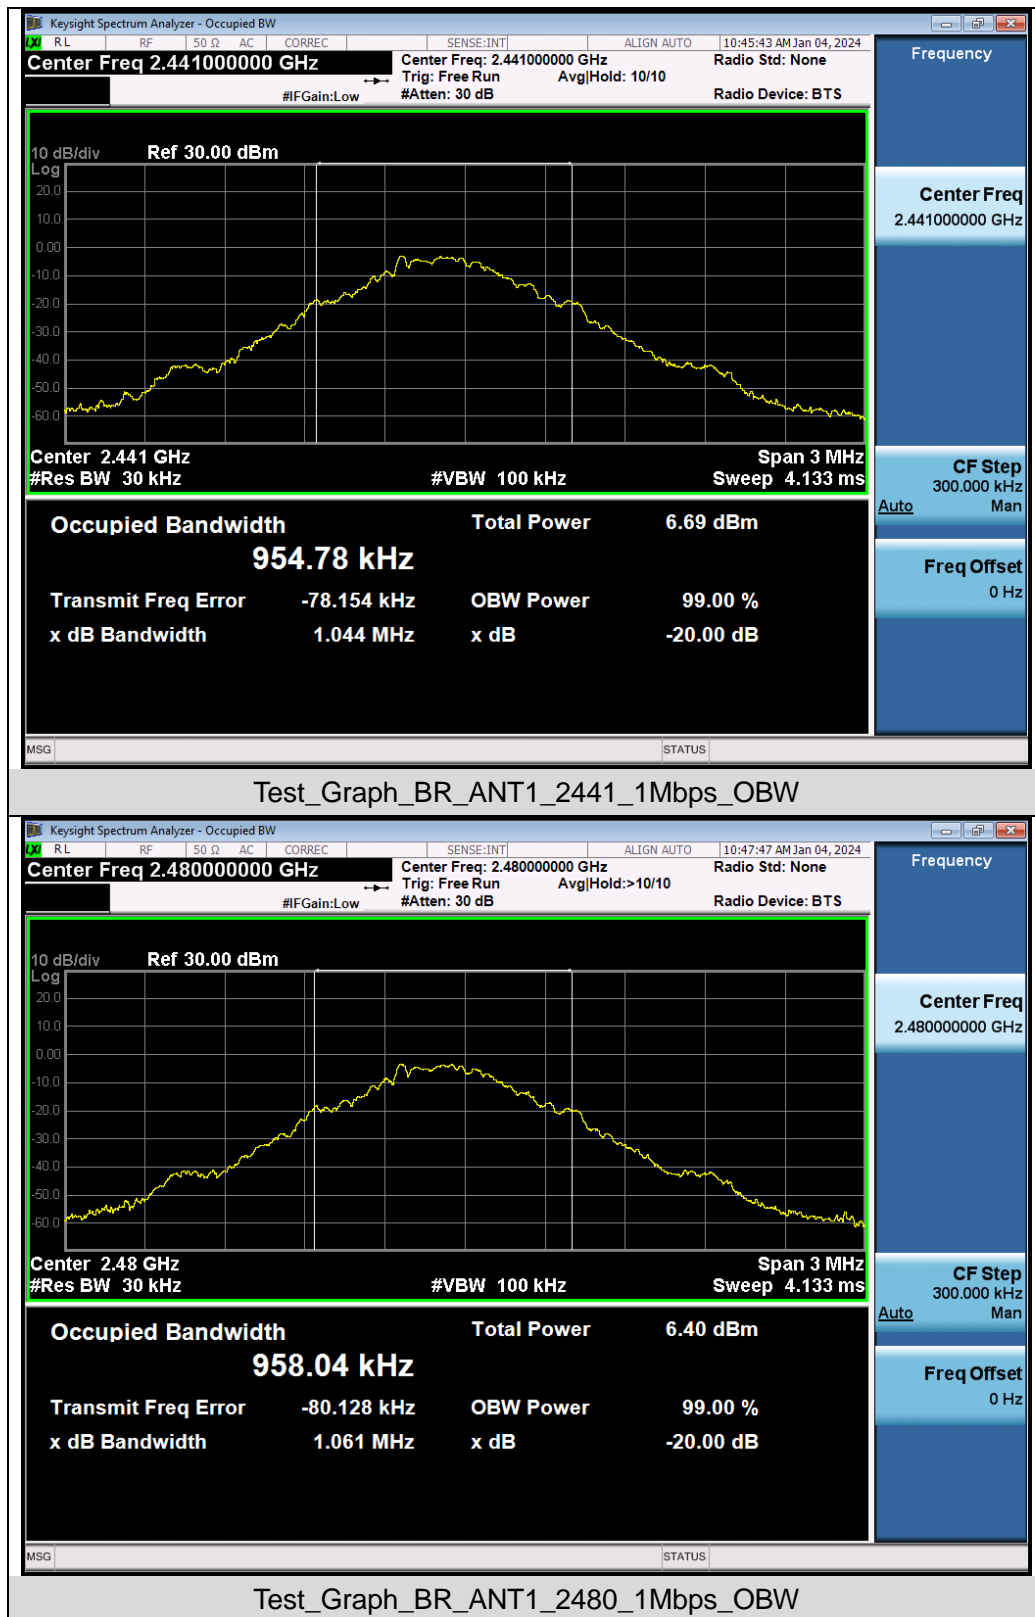 Keysight Spectrum Analyzer - Occupied BW
LXI RL RF 50 Ω AC CORREC SENSE:INT ALIGN AUTO 10:45:43 AM Jan 04, 2024
Center Freq 2.441000000 GHz Center Freq: 2.441000000 GHz Radio Std: None
Trig: Free Run Avg|Hold: 10/10
#IFGain:Low #Atten: 30 dB Radio Device: BTS
Frequency
10 dB/div Ref 30.00 dBm
Log
20.0
10.0
0.00
-10.0
-20.0
-30.0
-40.0
-50.0
-60.0
Center 2.441 GHz Span 3 MHz
#Res BW 30 kHz #VBW 100 kHz Sweep 4.133 ms
Center Freq
2.441000000 GHz
CF Step
300.000 kHz
Auto Man
Freq Offset
0 Hz
Occupied Bandwidth Total Power 6.69 dBm
954.78 kHz
Transmit Freq Error -78.154 kHz OBW Power 99.00 %
x dB Bandwidth 1.044 MHz x dB -20.00 dB
MSG STATUS
Test_Graph_BR_ANT1_2441_1Mbps_OBW
Keysight Spectrum Analyzer - Occupied BW
LXI RL RF 50 Ω AC CORREC SENSE:INT ALIGN AUTO 10:47:47 AM Jan 04, 2024
Center Freq 2.480000000 GHz Center Freq: 2.480000000 GHz Radio Std: None
Trig: Free Run Avg|Hold:>10/10
#IFGain:Low #Atten: 30 dB Radio Device: BTS
Frequency
10 dB/div Ref 30.00 dBm
Log
20.0
10.0
0.00
-10.0
-20.0
-30.0
-40.0
-50.0
-60.0
Center 2.48 GHz Span 3 MHz
#Res BW 30 kHz #VBW 100 kHz Sweep 4.133 ms
Center Freq
2.480000000 GHz
CF Step
300.000 kHz
Auto Man
Freq Offset
0 Hz
Occupied Bandwidth Total Power 6.40 dBm
958.04 kHz
Transmit Freq Error -80.128 kHz OBW Power 99.00 %
x dB Bandwidth 1.061 MHz x dB -20.00 dB
MSG STATUS
Test_Graph_BR_ANT1_2480_1Mbps_OBW